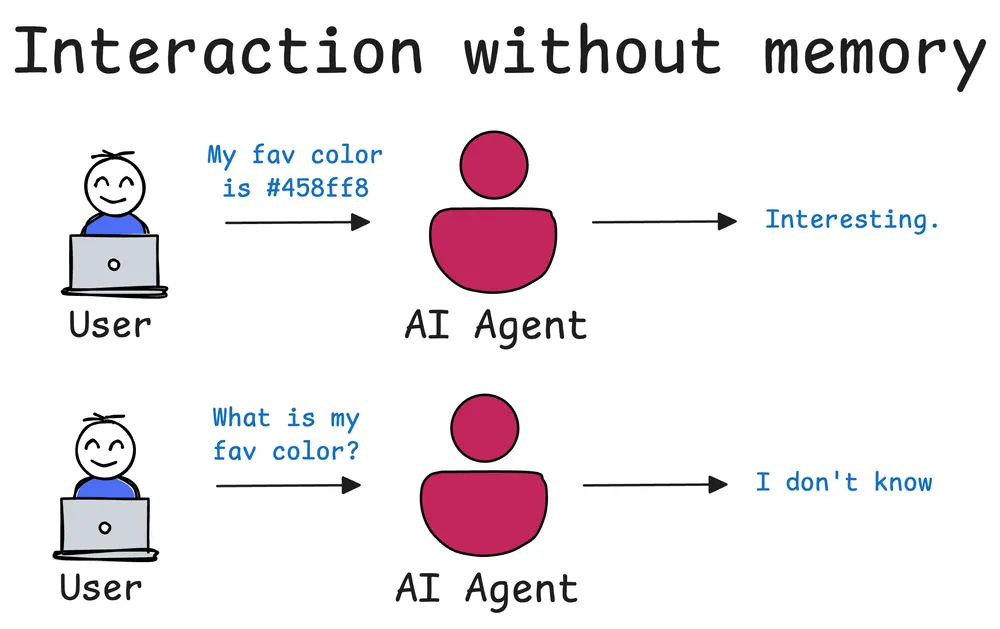 Interaction without memory
My fav color
is #458ff8
Interesting.
User
AI Agent
What is my
fav color?
I don't know
User
AI Agent